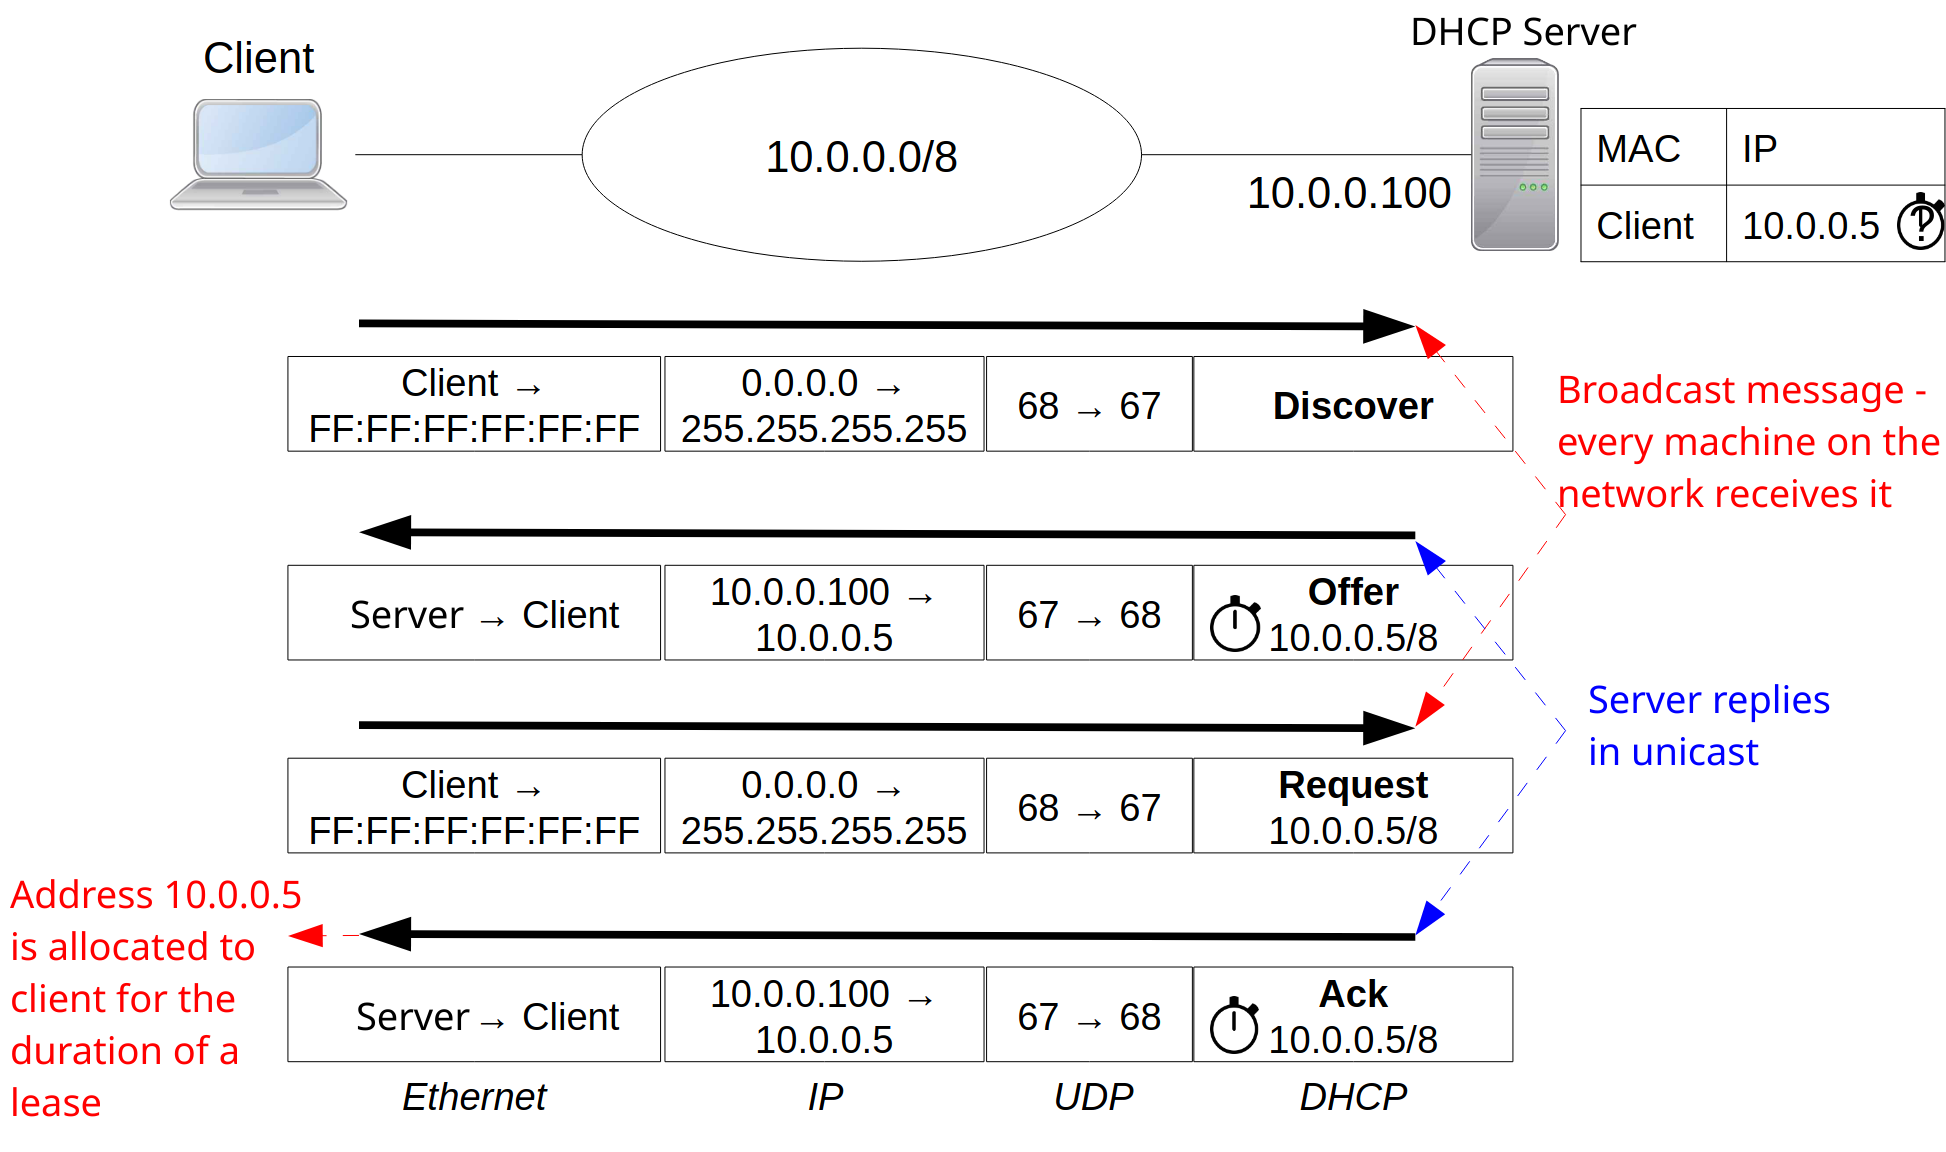 DHCP Server
Client
10.0.0.0/8
10.0.0.100
MAC IP
Client 10.0.0.5 ?
Client →
FF:FF:FF:FF:FF:FF
0.0.0.0 →
255.255.255.255
68 → 67
Discover
Broadcast message -
every machine on the
network receives it
Server → Client
10.0.0.100 →
10.0.0.5
67 → 68
Offer
10.0.0.5/8
Server replies
in unicast
Client →
FF:FF:FF:FF:FF:FF
0.0.0.0 →
255.255.255.255
68 → 67
Request
10.0.0.5/8
Address 10.0.0.5
is allocated to
client for the
duration of a
lease
Server → Client
10.0.0.100 →
10.0.0.5
67 → 68
Ack
10.0.0.5/8
Ethernet
IP
UDP
DHCP